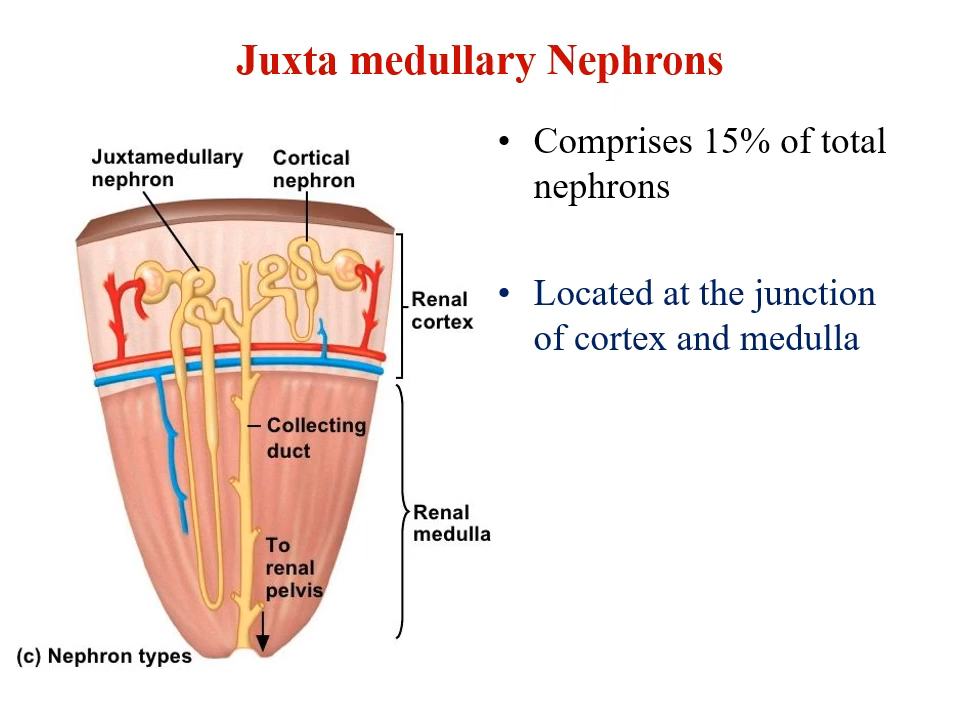 Juxta medullary Nephrons
• Comprises 15% of total
nephrons
• Located at the junction
of cortex and medulla
Juxtamedullary
nephron
Cortical
nephron
Renal
cortex
Collecting
duct
Renal
medulla
To
renal
pelvis
(c) Nephron types